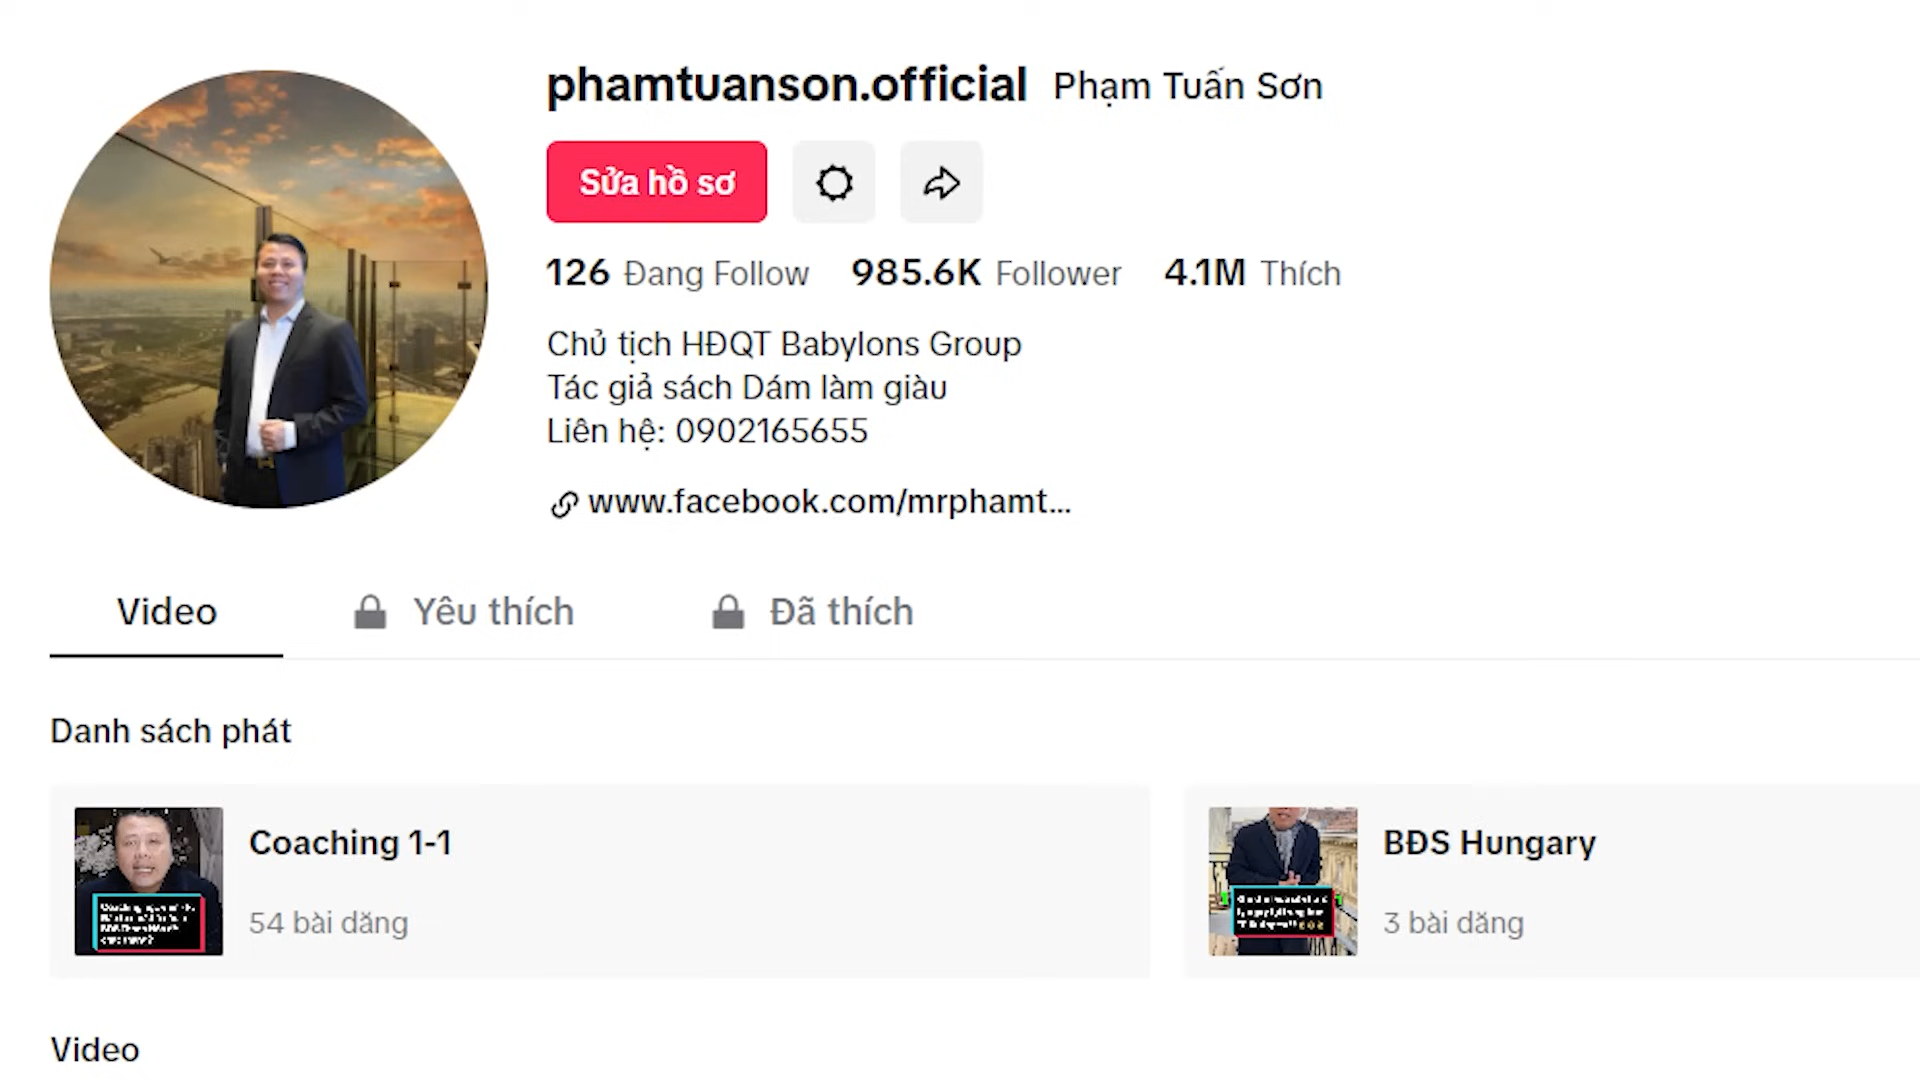 phamtuanson.official Phạm Tuấn Sơn
Sửa hồ sơ
126 Đang Follow 985.6K Follower 4.1M Thích
Chủ tịch HĐQT Babylons Group
Tác giả sách Dám làm giàu
Liên hệ: 0902165655
www.facebook.com/mrphamt...
Video Yêu thích Đã thích
Danh sách phát
Coaching 1-1
54 bài đăng
BĐS Hungary
3 bài đăng
Video